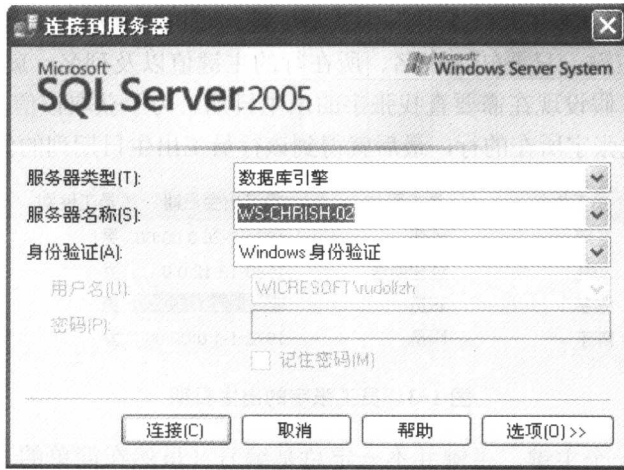 连接到服务器
Microsoft
SQL Server 2005
Microsoft
Windows Server System
服务器类型(T): 数据库引擎
服务器名称(S): WS-CHRISH-02
身份验证(A): Windows 身份验证
用户名(U): WICRESOFT\rudolfzh
密码(P):
记住密码(M)
连接(C) 取消 帮助 选项(O) >>